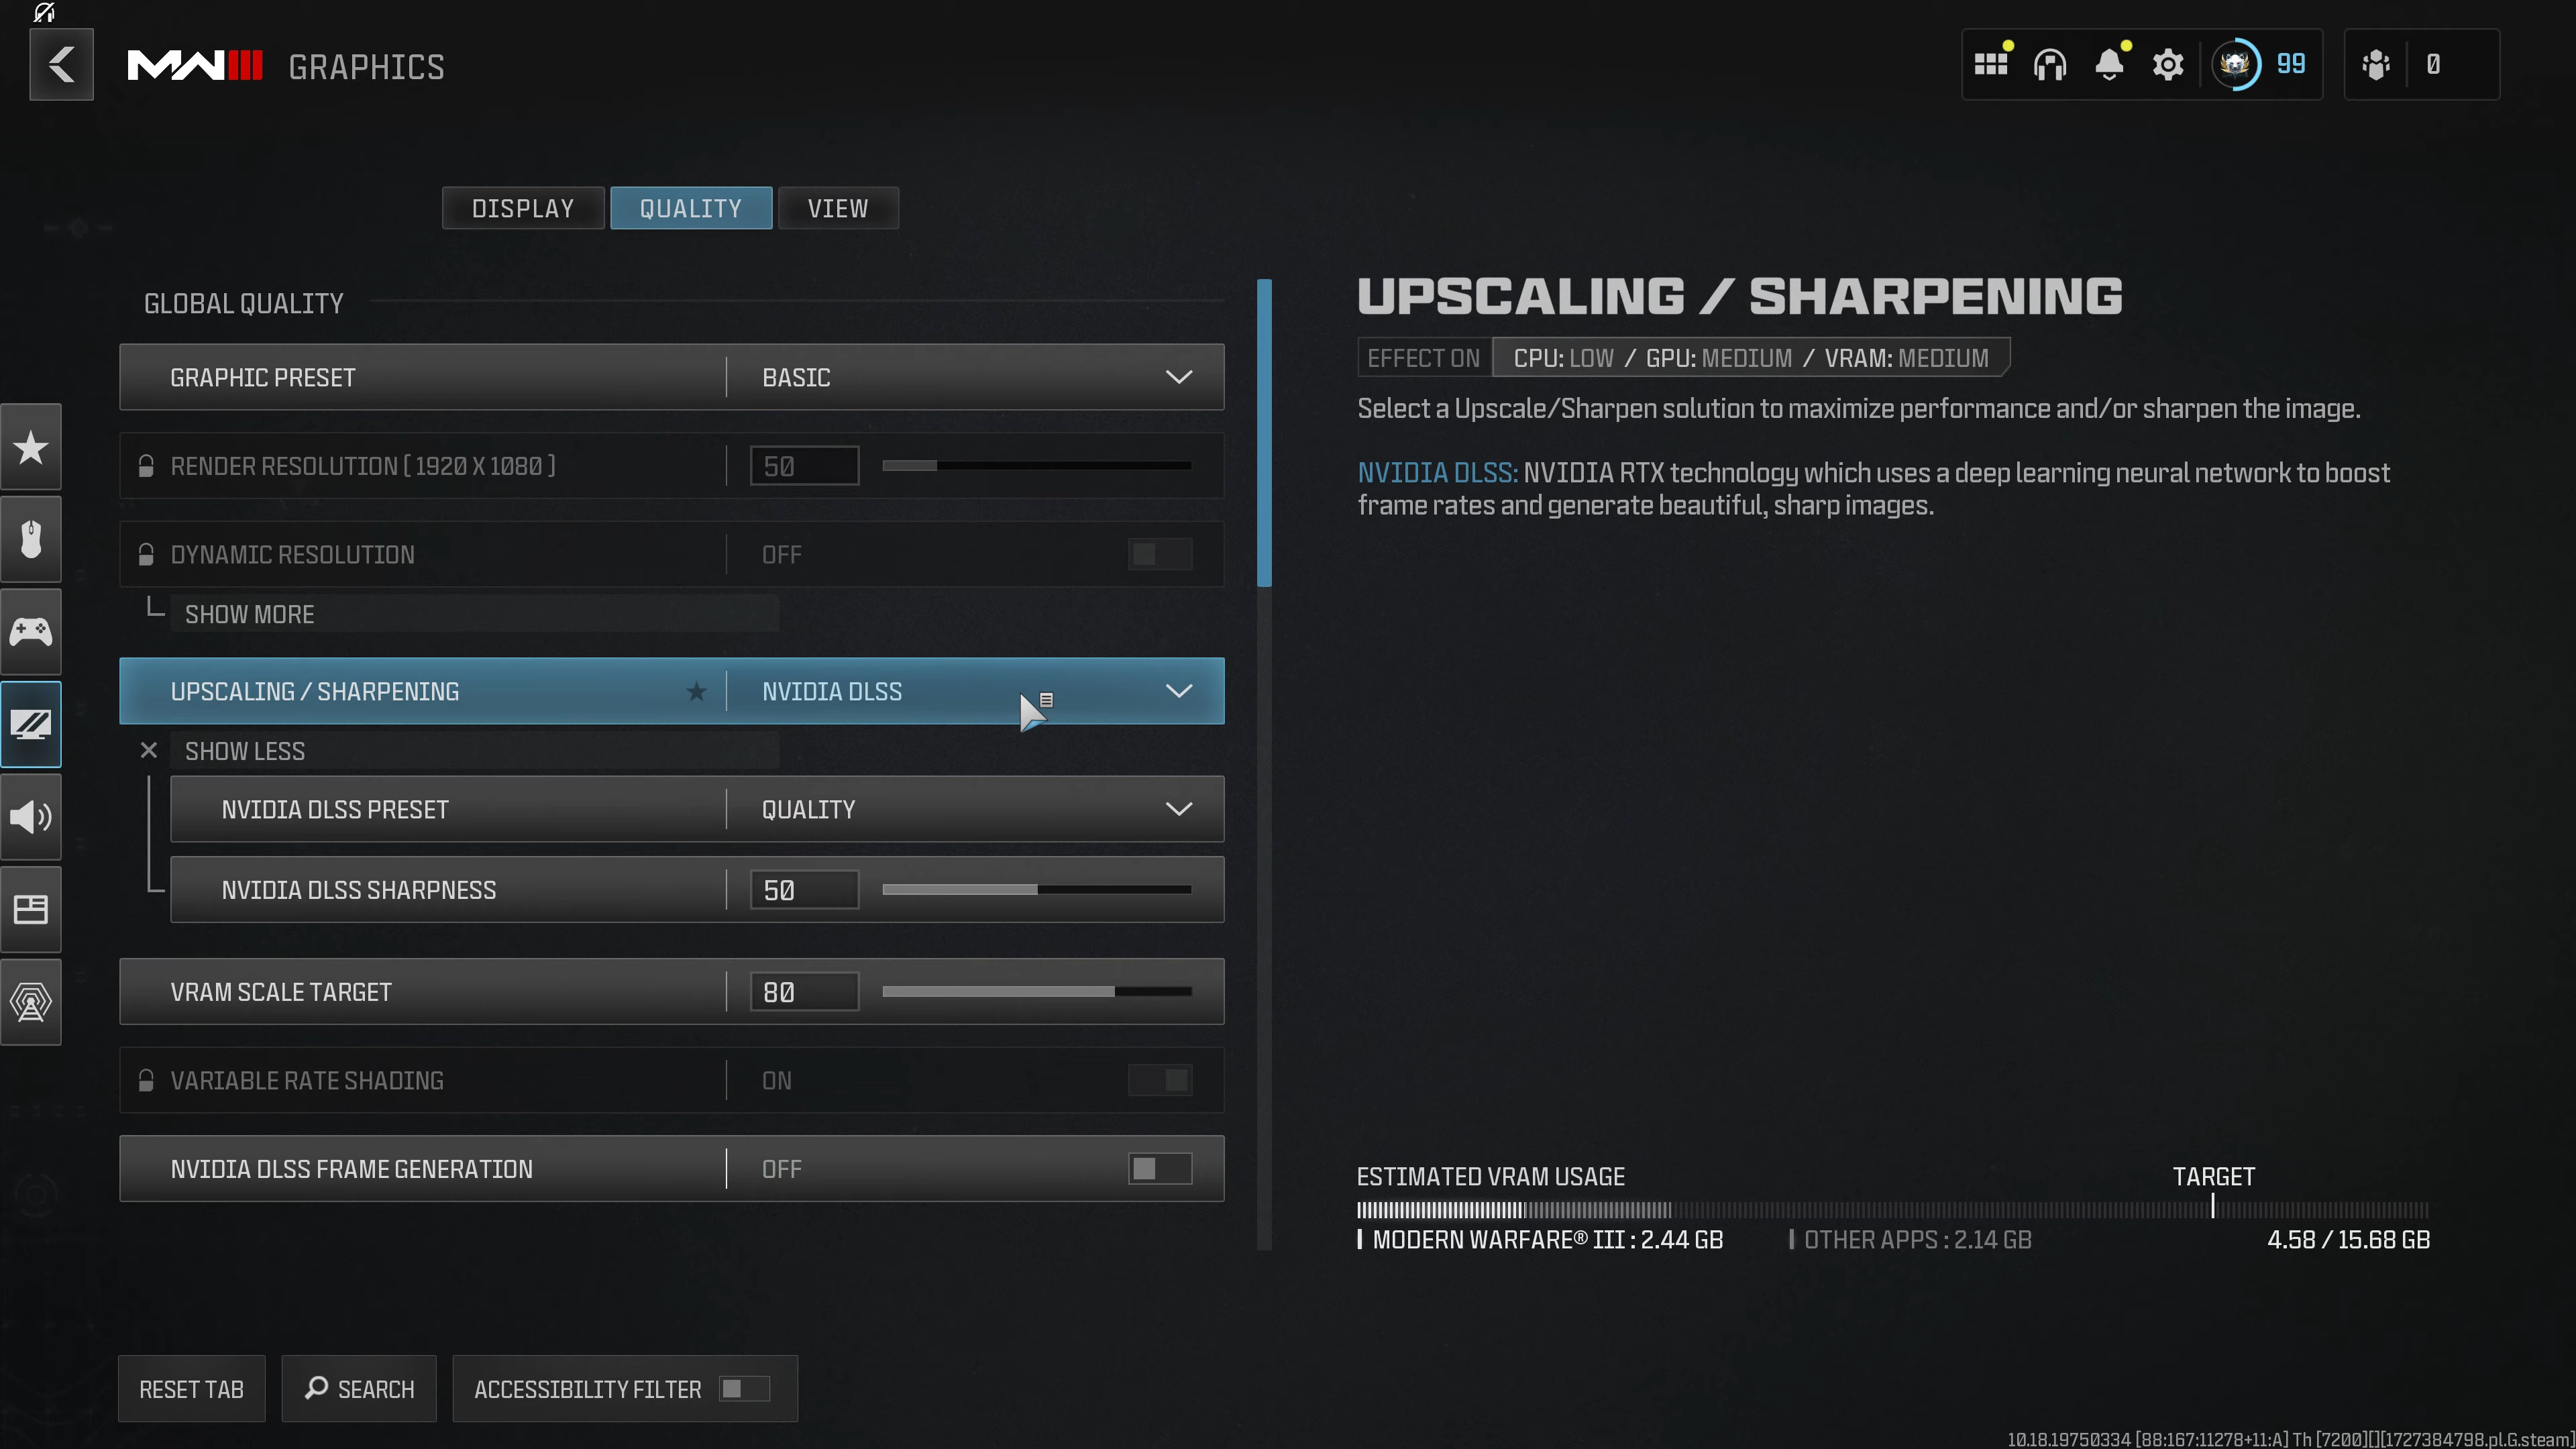 MWIII GRAPHICS
99
0
DISPLAY
QUALITY
VIEW
GLOBAL QUALITY
GRAPHIC PRESET
BASIC
RENDER RESOLUTION [ 1920 X 1080 ]
50
DYNAMIC RESOLUTION
OFF
SHOW MORE
UPSCALING / SHARPENING
NVIDIA DLSS
SHOW LESS
NVIDIA DLSS PRESET
QUALITY
NVIDIA DLSS SHARPNESS
50
VRAM SCALE TARGET
80
VARIABLE RATE SHADING
ON
NVIDIA DLSS FRAME GENERATION
OFF
UPSCALING / SHARPENING
EFFECT ON
CPU: LOW / GPU: MEDIUM / VRAM: MEDIUM
Select a Upscale/Sharpen solution to maximize performance and/or sharpen the image.
NVIDIA DLSS: NVIDIA RTX technology which uses a deep learning neural network to boost
frame rates and generate beautiful, sharp images.
ESTIMATED VRAM USAGE
TARGET
MODERN WARFARE® III : 2.44 GB
OTHER APPS : 2.14 GB
4.58 / 15.68 GB
RESET TAB
SEARCH
ACCESSIBILITY FILTER
10.18.19750334 [88:167:11278+11:A] Th [7200][][1727384798.pl.G.steam]